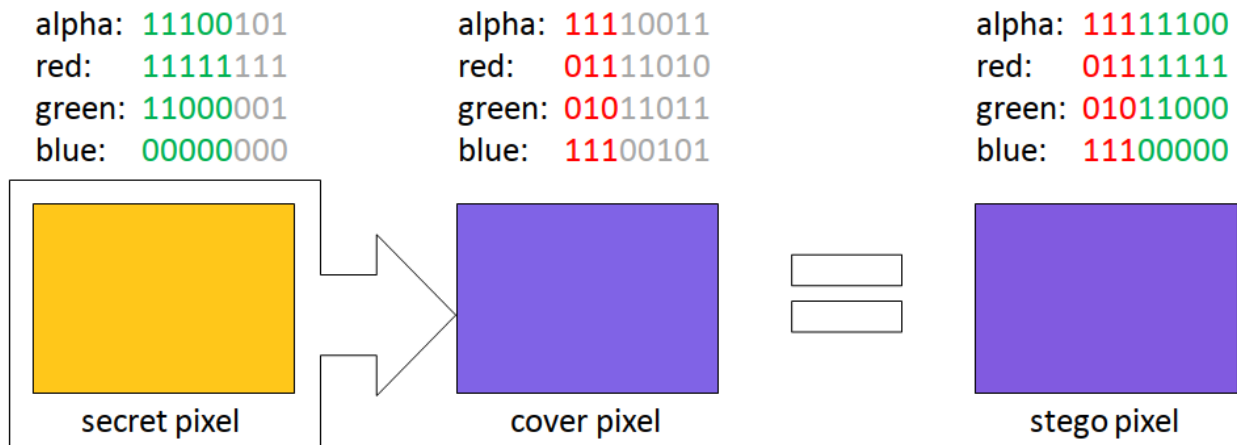 alpha: 11100101
red: 11111111
green: 11000001
blue: 00000000
secret pixel
alpha: 11110011
red: 01111010
green: 01011011
blue: 11100101
cover pixel
alpha: 11111100
red: 01111111
green: 01011000
blue: 11100000
stego pixel